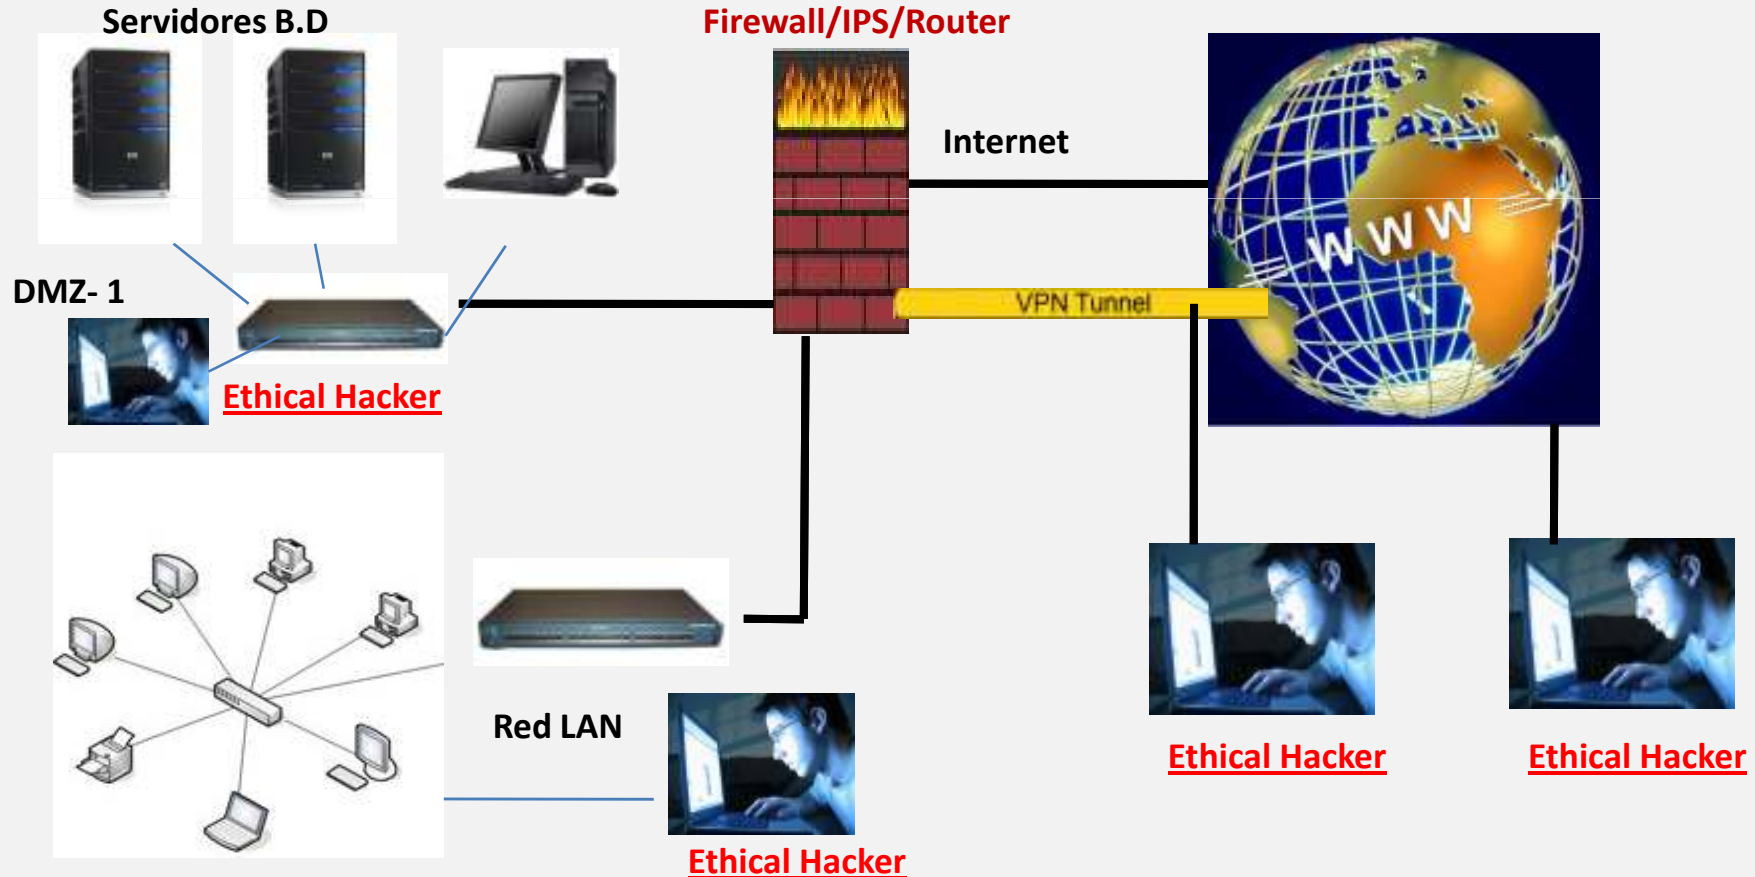 Servidores B.D
Firewall/IPS/Router
Internet
WWW
DMZ- 1
VPN Tunnel
Ethical Hacker
Red LAN
Ethical Hacker
Ethical Hacker
Ethical Hacker